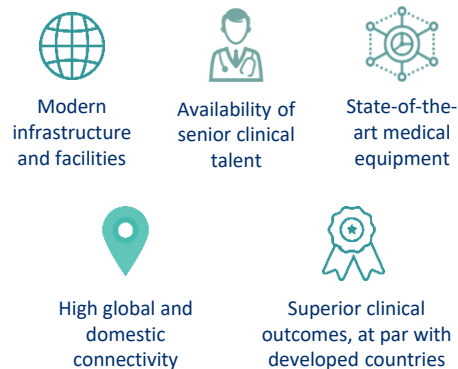 Modern
infrastructure
and facilities
Availability of
senior clinical
talent
State-of-the-
art medical
equipment
High global and
domestic
connectivity
Superior clinical
outcomes, at par with
developed countries